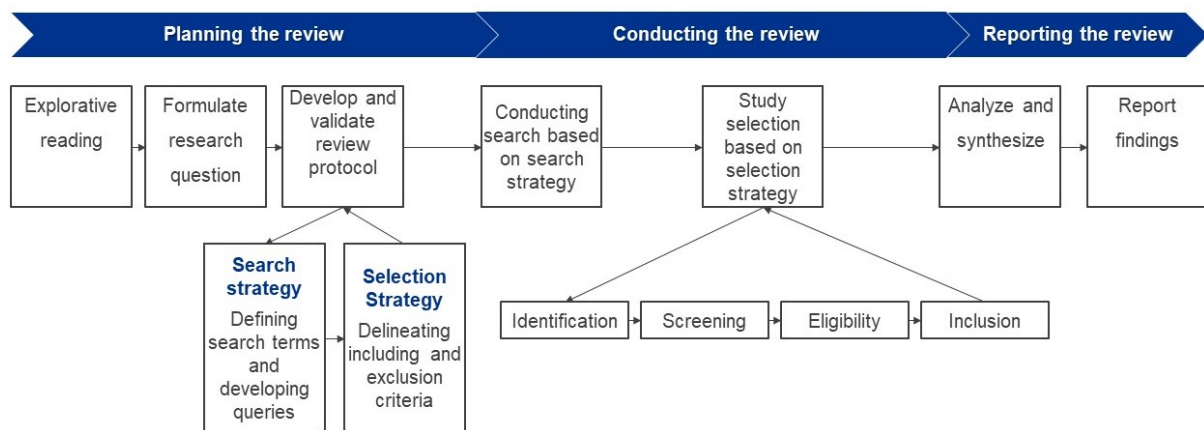 Planning the review
Conducting the review
Reporting the review
Explorative
reading
Formulate
research
question
Develop and
validate
review
protocol
Conducting
search based
on search
strategy
Study
selection
based on
selection
strategy
Analyze and
synthesize
Report
findings
Search
strategy
Defining
search terms
and
developing
queries
Selection
Strategy
Delineating
including and
exclusion
criteria
Identification
Screening
Eligibility
Inclusion